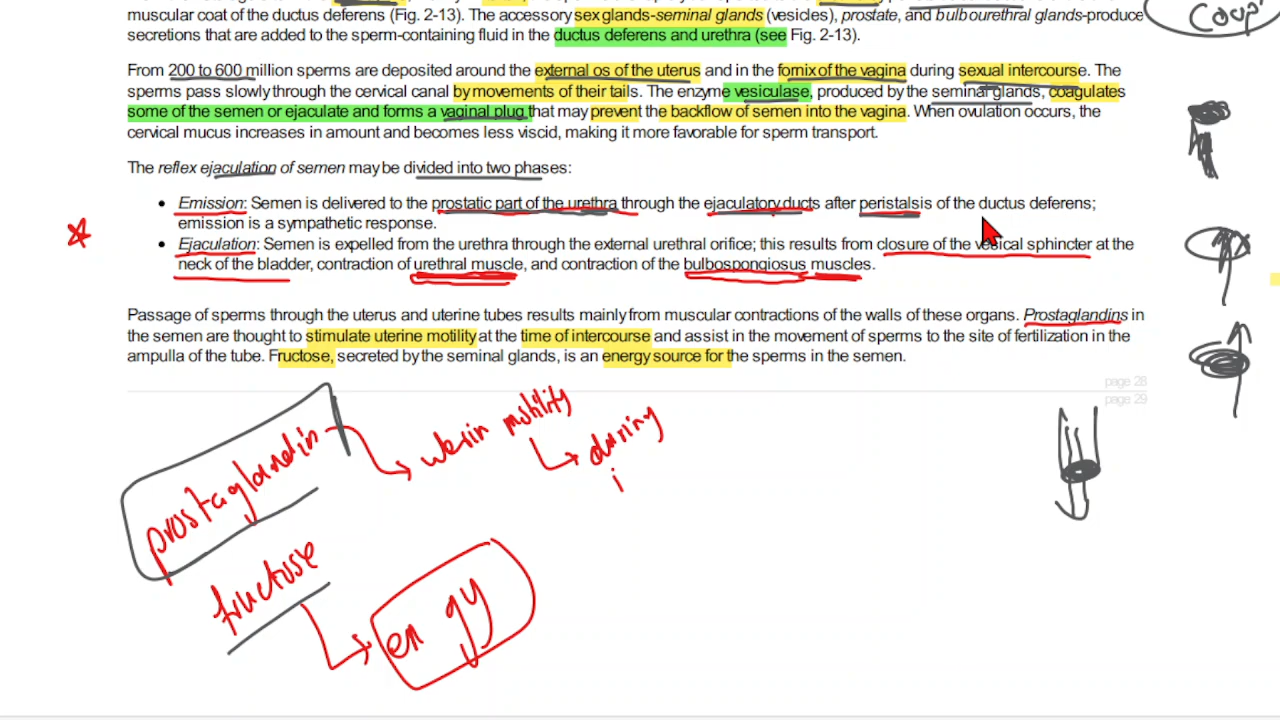 muscular coat of the ductus deferens (Fig. 2-13). The accessory sex glands-seminal glands (vesicles), prostate, and bulbourethral glands-produce
secretions that are added to the sperm-containing fluid in the ductus deferens and urethra (see Fig. 2-13).
From 200 to 600 million sperms are deposited around the external os of the uterus and in the fornix of the vagina during sexual intercourse. The
sperms pass slowly through the cervical canal by movements of their tails. The enzyme vesiculase, produced by the seminal glands, coagulates
some of the semen or ejaculate and forms a vaginal plug that may prevent the backflow of semen into the vagina. When ovulation occurs, the
cervical mucus increases in amount and becomes less viscid, making it more favorable for sperm transport.
The reflex ejaculation of semen may be divided into two phases:
• Emission: Semen is delivered to the prostatic part of the urethra through the ejaculatory ducts after peristalsis of the ductus deferens;
emission is a sympathetic response.
• Ejaculation: Semen is expelled from the urethra through the external urethral orifice; this results from closure of the vesical sphincter at the
neck of the bladder, contraction of urethral muscle, and contraction of the bulbospongiosus muscles.
Passage of sperms through the uterus and uterine tubes results mainly from muscular contractions of the walls of these organs. Prostaglandins in
the semen are thought to stimulate uterine motility at the time of intercourse and assist in the movement of sperms to the site of fertilization in the
ampulla of the tube. Fructose, secreted by the seminal glands, is an energy source for the sperms in the semen.
page 28
page 29
prostaglandin
motility
during
i
fructose
en gy